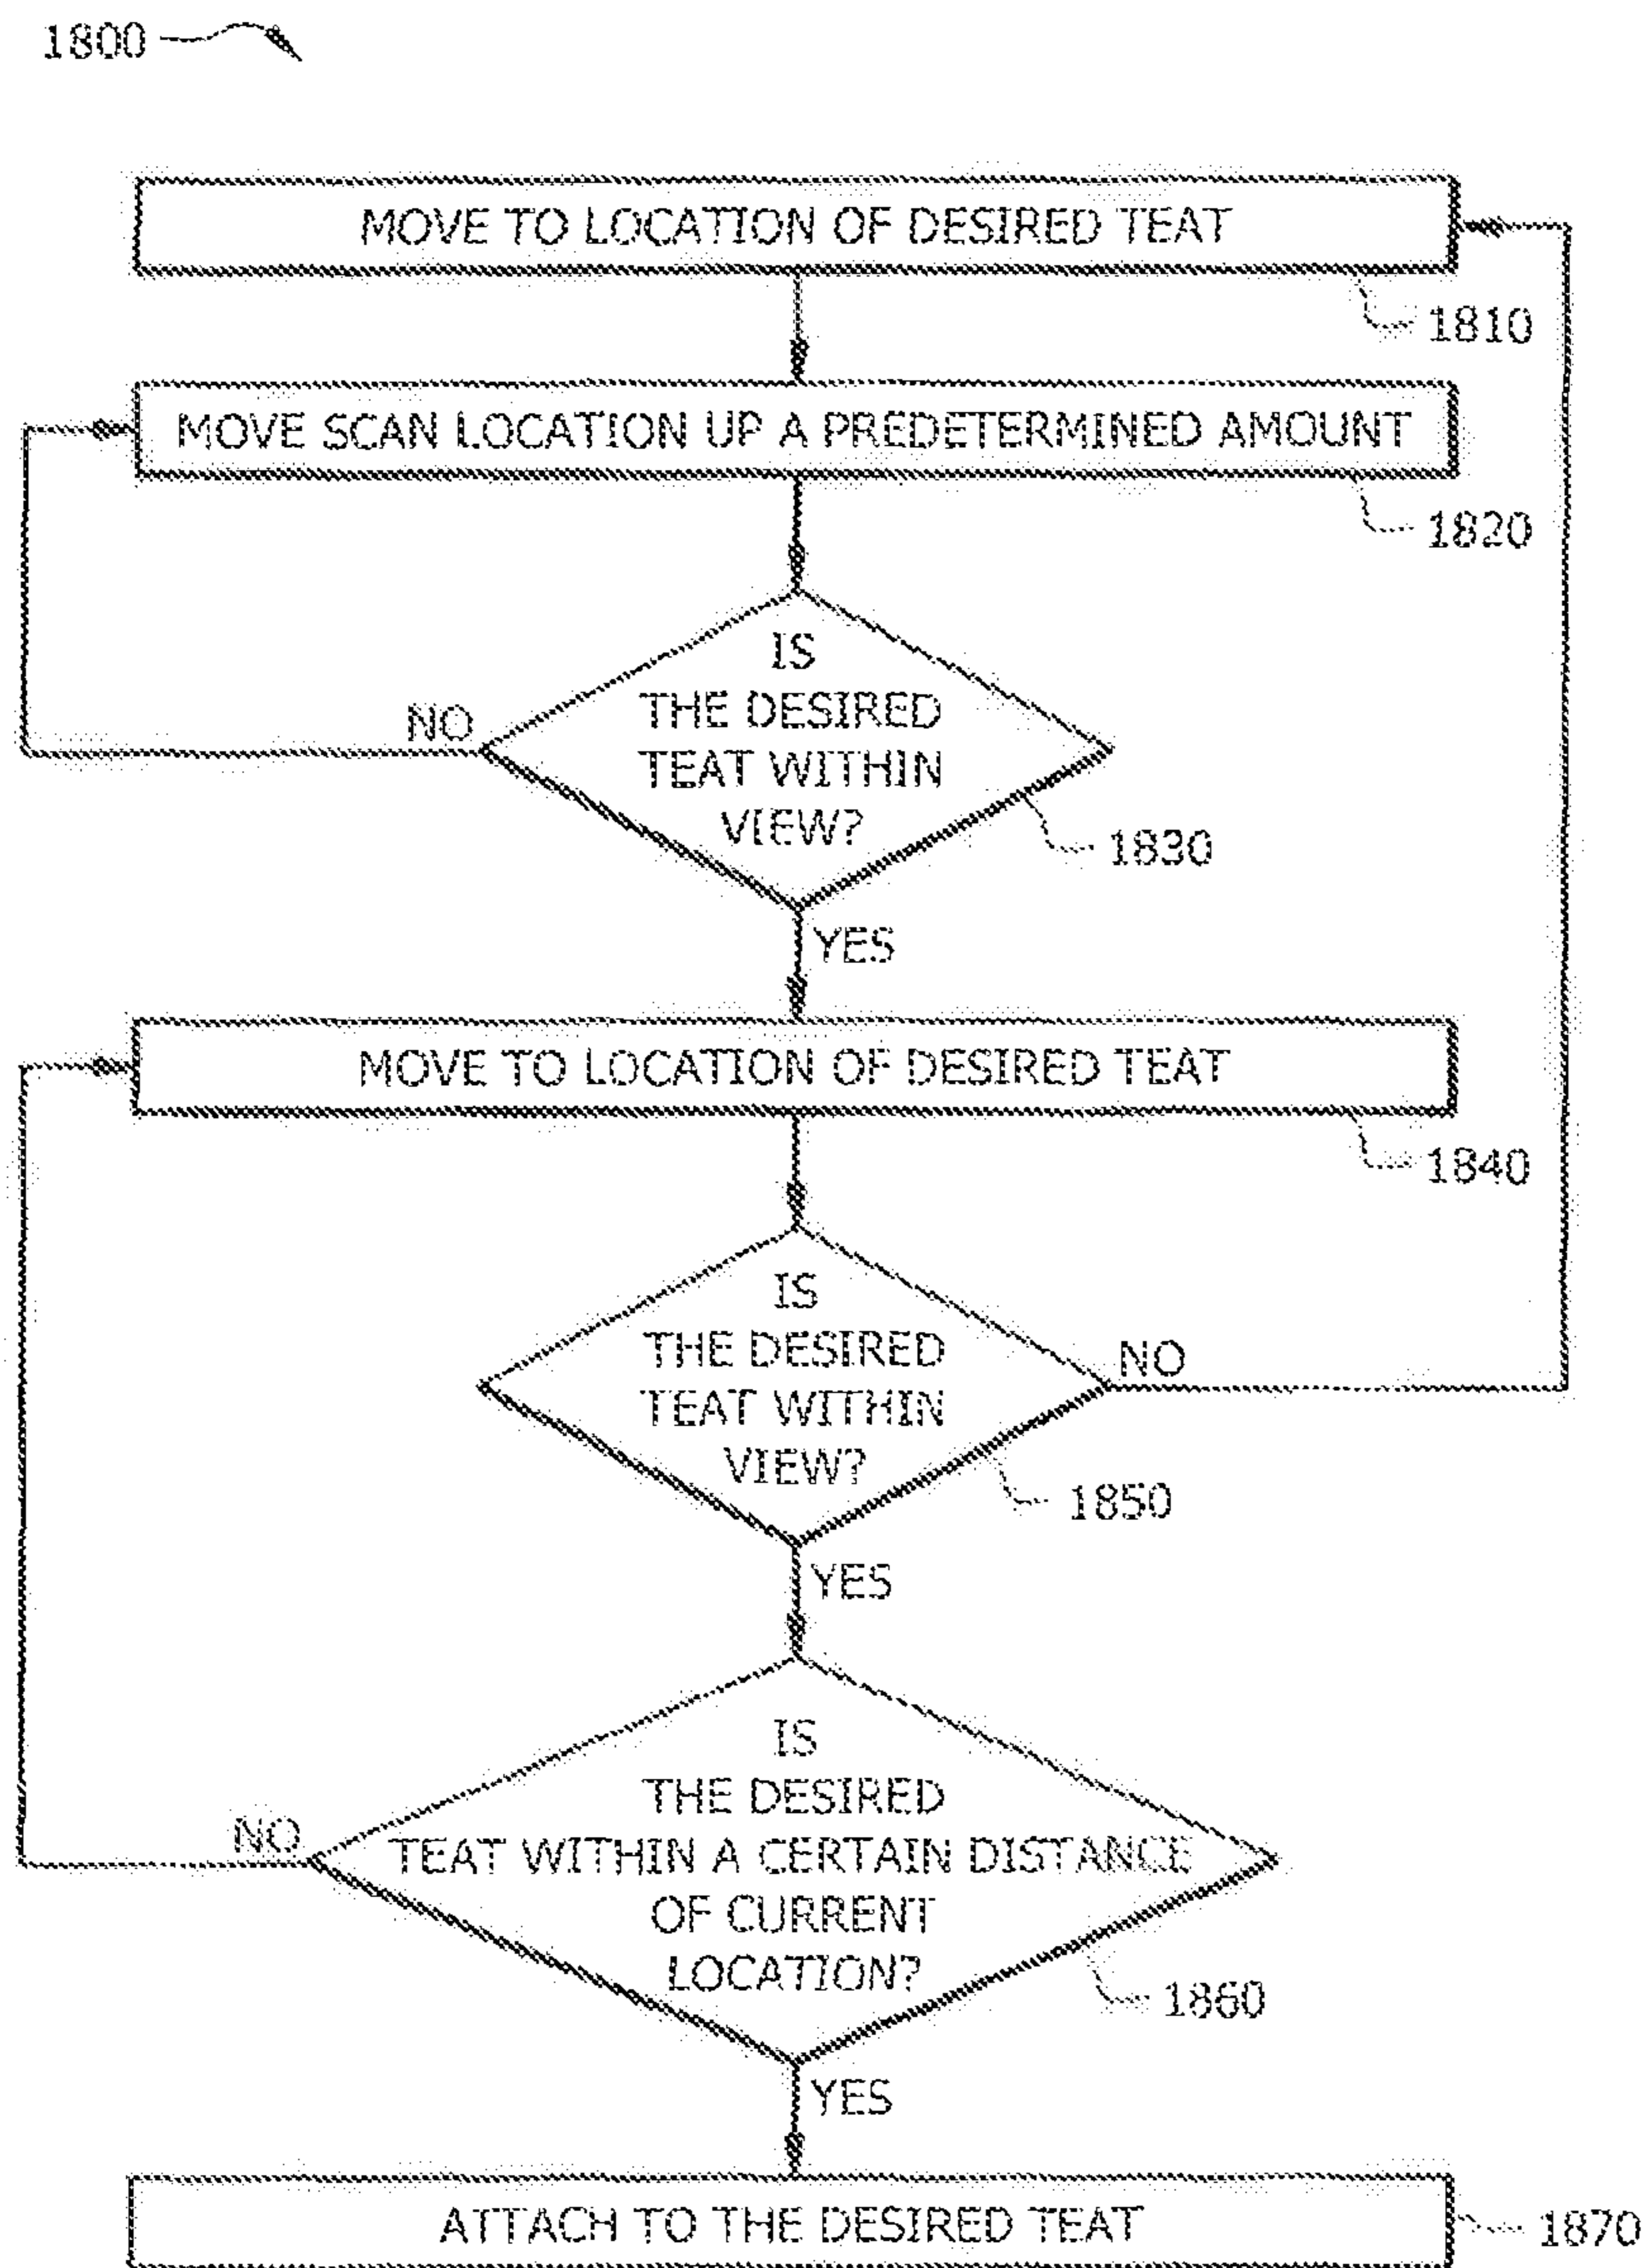 1800
MOVE TO LOCATION OF DESIRED TEAT
1810
MOVE SCAN LOCATION UP A PREDETERMINED AMOUNT
1820
IS
THE DESIRED
TEAT WITHIN
VIEW?
NO
1830
YES
MOVE TO LOCATION OF DESIRED TEAT
1840
IS
THE DESIRED
TEAT WITHIN
VIEW?
NO
1850
YES
IS
THE DESIRED
TEAT WITHIN A CERTAIN DISTANCE
OF CURRENT
LOCATION?
NO
1860
YES
ATTACH TO THE DESIRED TEAT
1870